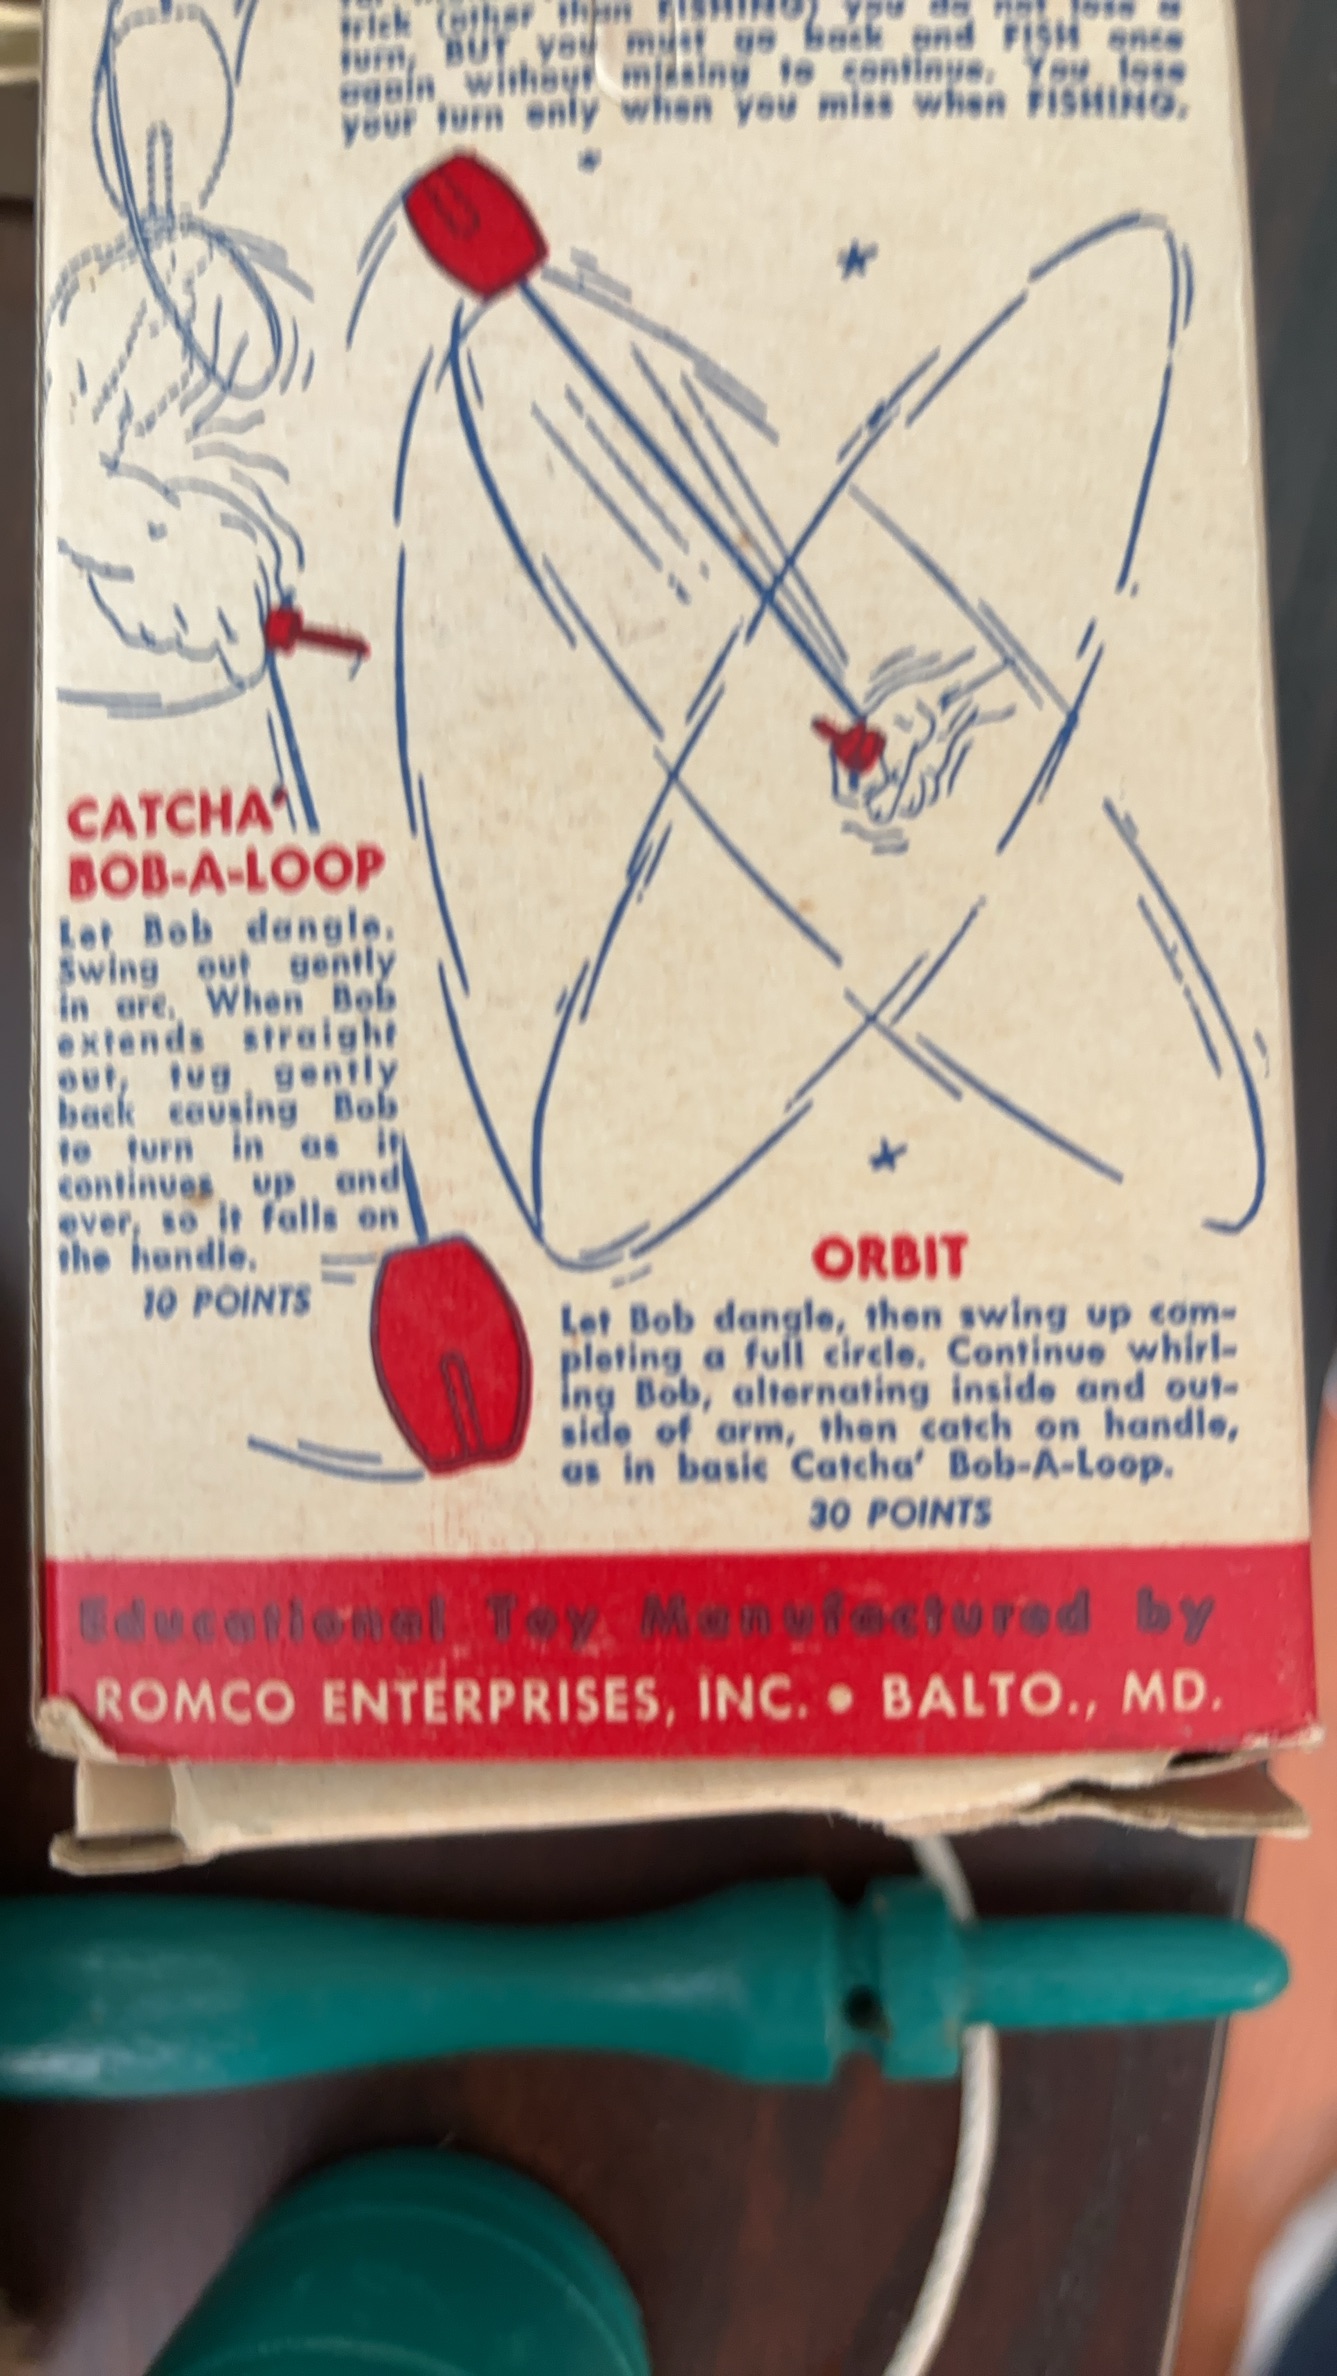 trick (other than FISHING) you do not lose a
turn, BUT you must go back and FISH once
again without missing to continue. You lose
your turn only when you miss when FISHING.
CATCHA'
BOB-A-LOOP
Let Bob dangle.
Swing out gently
in arc. When Bob
extends straight
out, tug gently
back causing Bob
to turn in as it
continues up and
over, so it falls on
the handle.
10 POINTS
ORBIT
Let Bob dangle, then swing up com-
pleting a full circle. Continue whirl-
ing Bob, alternating inside and out-
side of arm, then catch on handle,
as in basic Catcha' Bob-A-Loop.
30 POINTS
Educational Toy Manufactured by
ROMCO ENTERPRISES, INC. • BALTO., MD.